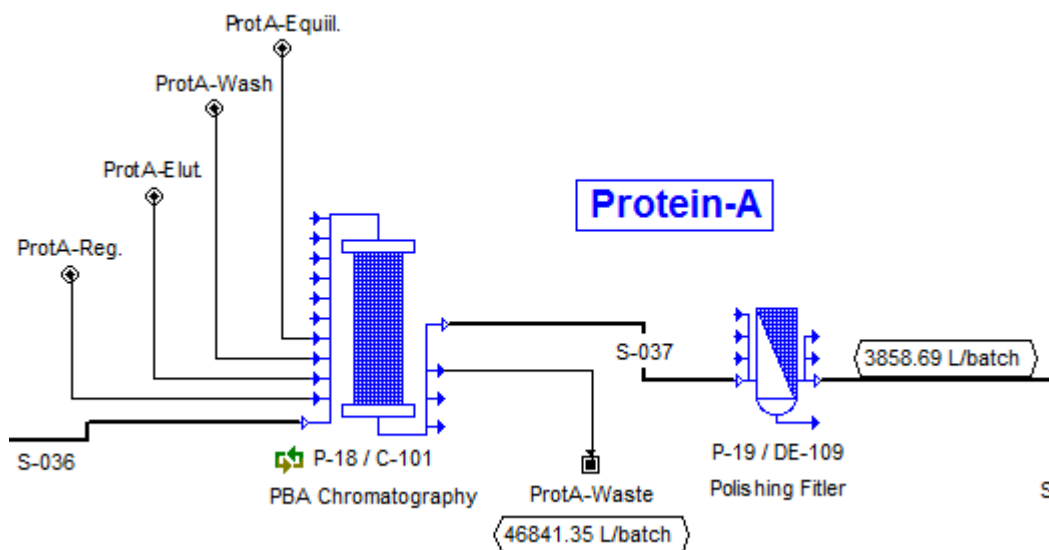 ProtA-Equiil.
ProtA-Wash
ProtA-Elut.
ProtA-Reg.
Protein-A
S-037
3858.69 L/batch
S-036
P-18 / C-101
PBA Chromatography
ProtA-Waste
46841.35 L/batch
P-19 / DE-109
Polishing Fitler
S